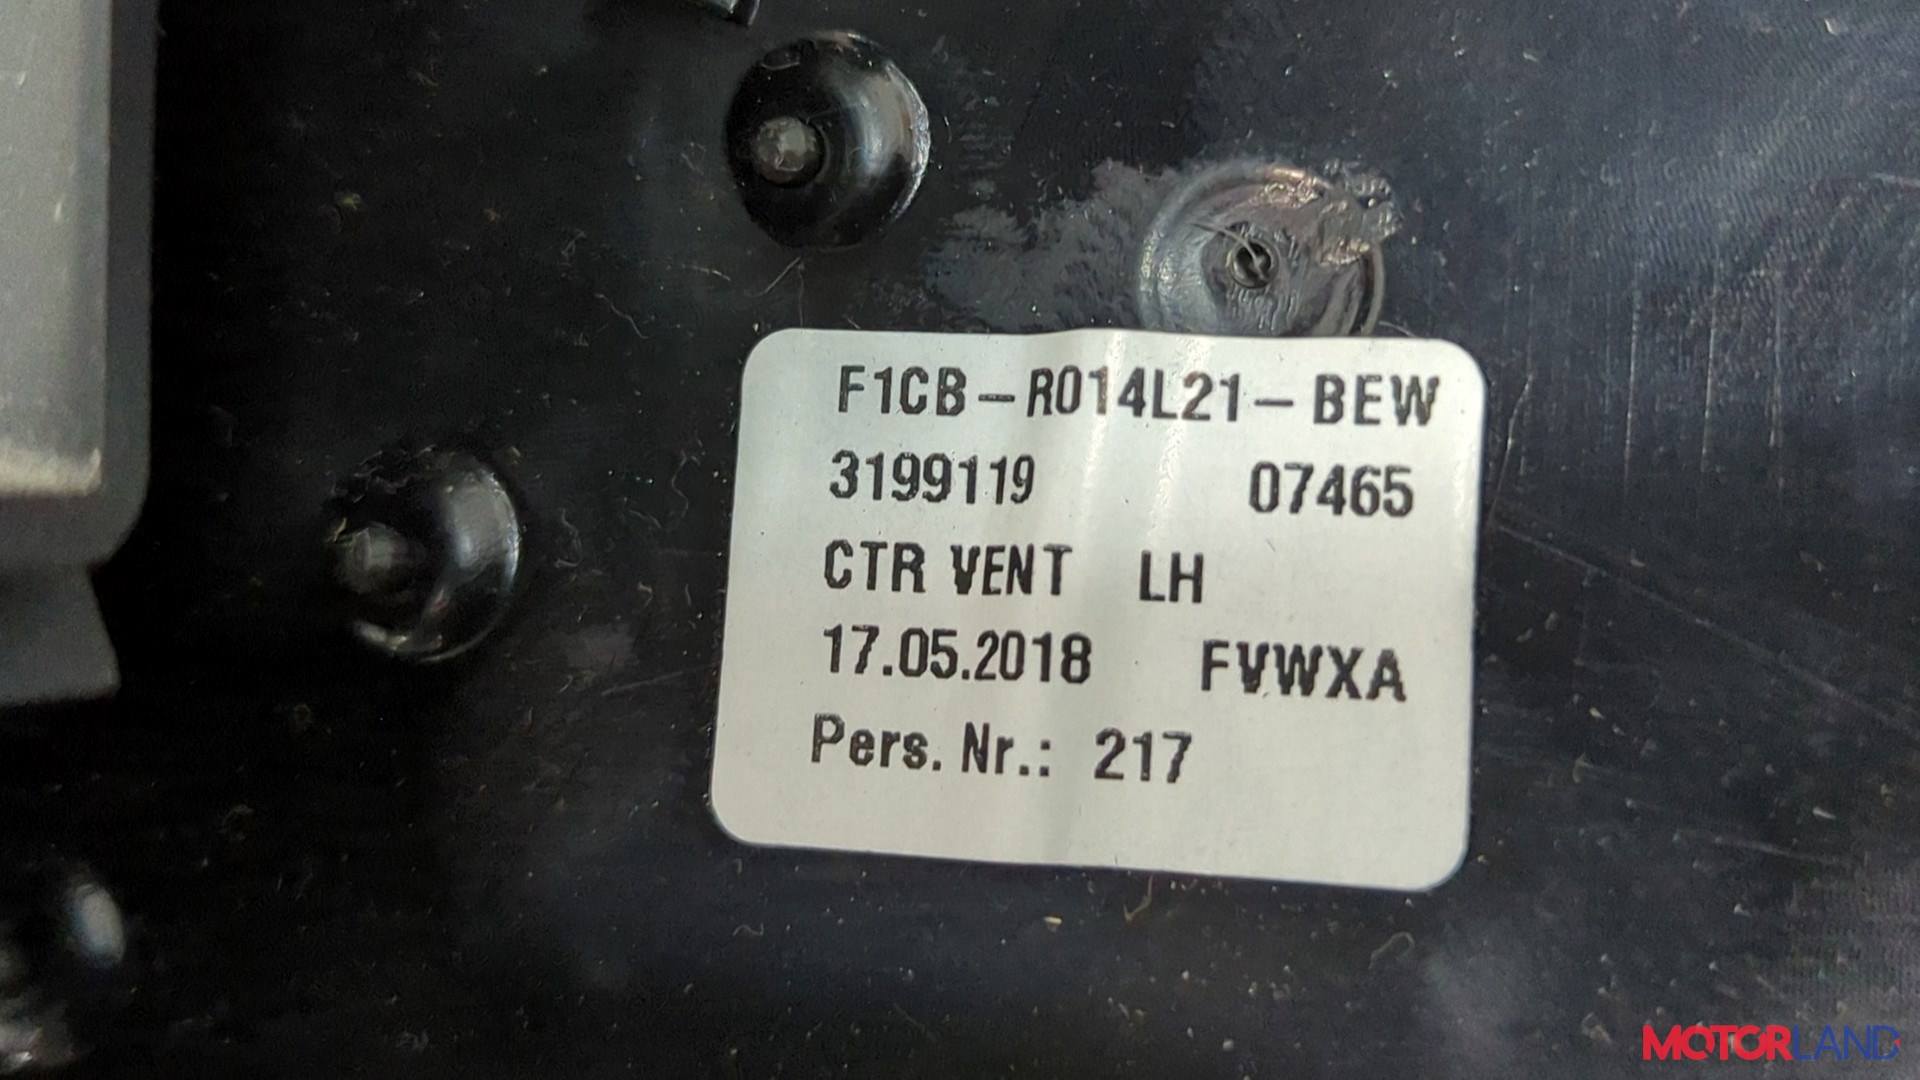 F1CB-R014L21-BEW
3199119 07465
CTR VENT LH
17.05.2018 FVWXA
Pers. Nr.: 217
MOTORLAND